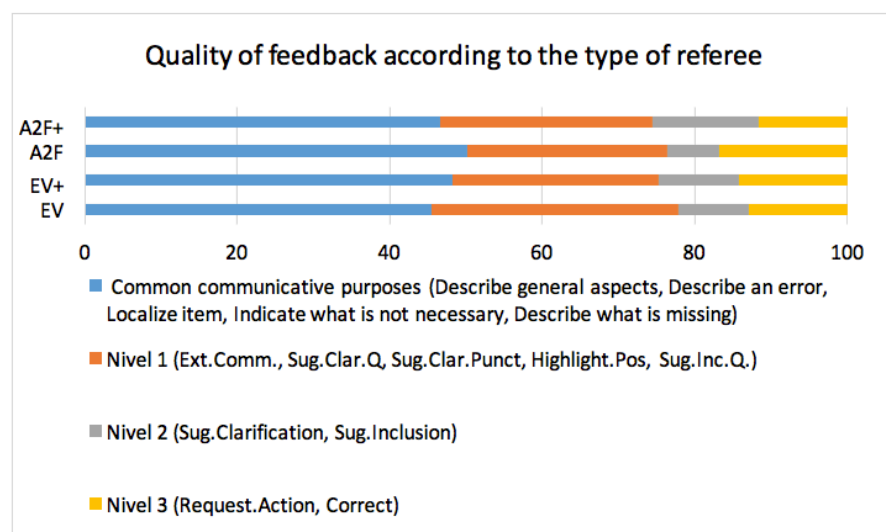 Quality of feedback according to the type of referee
A2F+
A2F
EV+
EV
0 20 40 60 80 100
Common communicative purposes (Describe general aspects, Describe an error,
Localize item, Indicate what is not necessary, Describe what is missing)
Nivel 1 (Ext.Comm., Sug.Clar.Q, Sug.Clar.Punct, Highlight.Pos, Sug.Inc.Q.)
Nivel 2 (Sug.Clarification, Sug.Inclusion)
Nivel 3 (Request.Action, Correct)